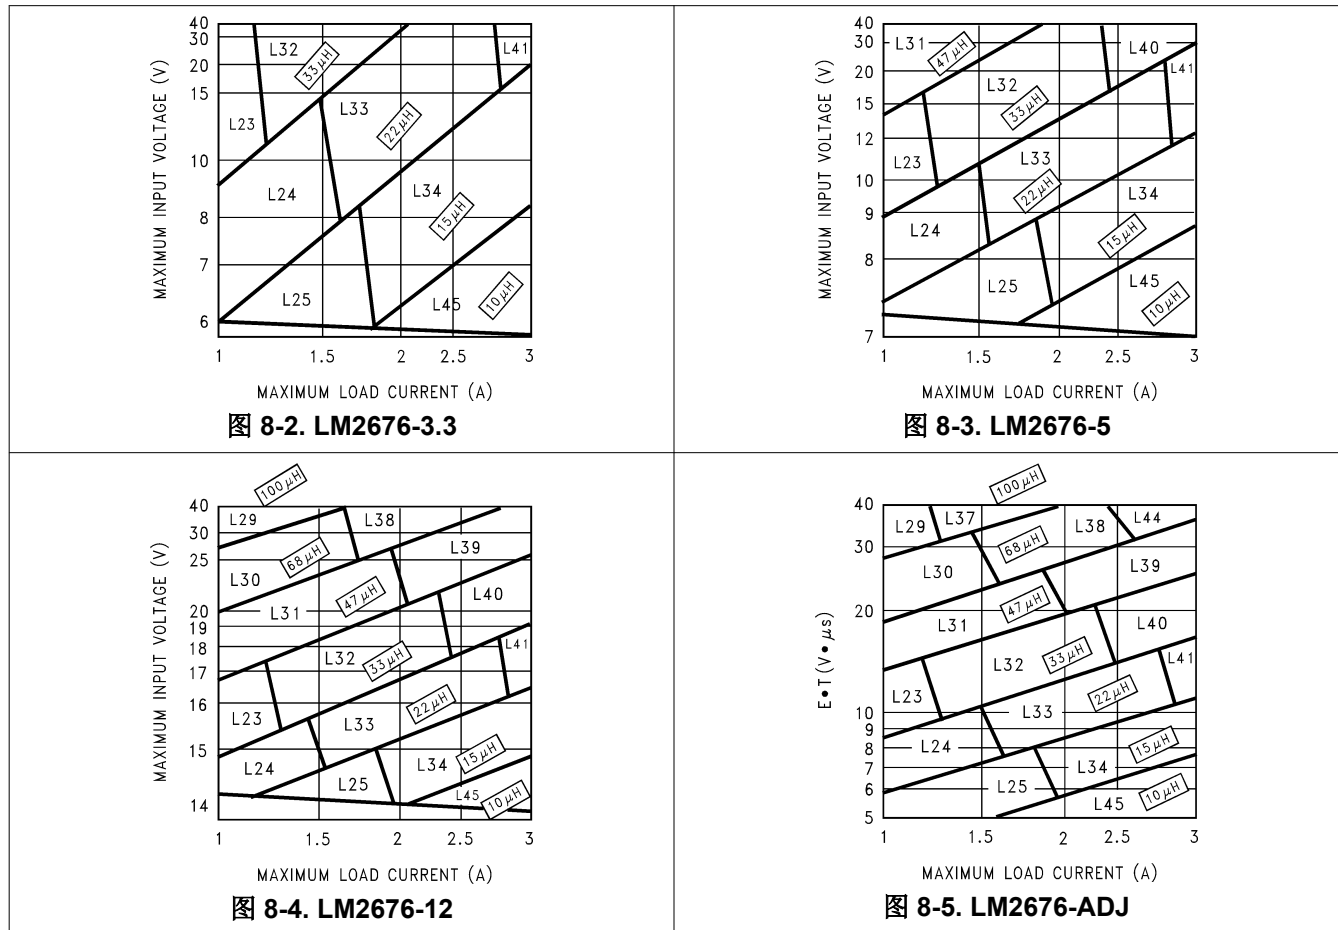 MAXIMUM INPUT VOLTAGE (V)
40
30
20
15
10
8
7
6
L32
33μH
L41
L23
L33
22μH
L24
L34
15μH
L25
L45
10μH
1 1.5 2 2.5 3
MAXIMUM LOAD CURRENT (A)
图 8-2. LM2676-3.3
MAXIMUM INPUT VOLTAGE (V)
40
30
20
15
12
10
9
8
7
L31
47μH
L40
L41
L32
33μH
L23
L33
22μH
L34
L24
15μH
L25
L45
10μH
1 1.5 2 2.5 3
MAXIMUM LOAD CURRENT (A)
图 8-3. LM2676-5
MAXIMUM INPUT VOLTAGE (V)
40
30
25
20
19
18
17
16
15
14
100μH
L29
L38
68μH
L39
L30
47μH
L40
L31
L32
33μH
L41
L23
L33
22μH
L24
L34
15μH
L25
L45
10μH
1 1.5 2 2.5 3
MAXIMUM LOAD CURRENT (A)
图 8-4. LM2676-12
E•T (V•μs)
40
30
20
10
9
8
7
6
5
100μH
L29
L37
L38
L44
68μH
L30
L39
47μH
L31
L40
33μH
L32
L41
L23
22μH
L33
L24
15μH
L34
L25
10μH
L45
1 1.5 2 2.5 3
MAXIMUM LOAD CURRENT (A)
图 8-5. LM2676-ADJ